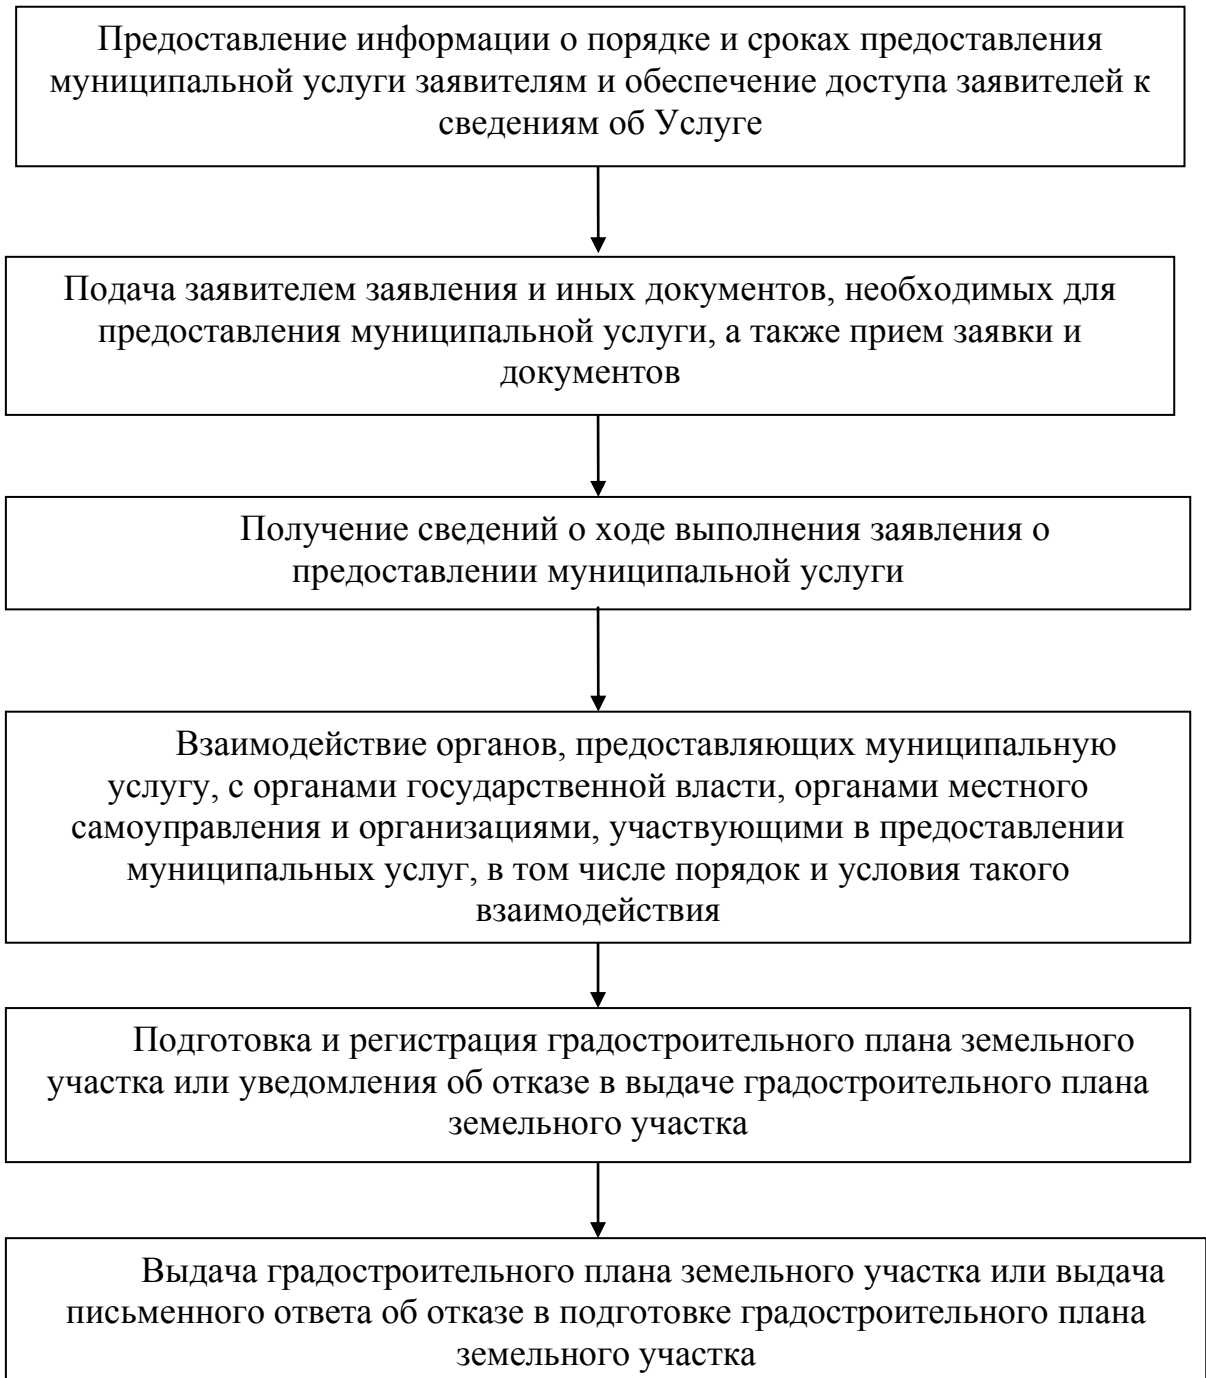 Предоставление информации о порядке и сроках предоставления
муниципальной услуги заявителям и обеспечение доступа заявителей к
сведениям об Услуге
Подача заявителем заявления и иных документов, необходимых для
предоставления муниципальной услуги, а также прием заявки и
документов
Получение сведений о ходе выполнения заявления о
предоставлении муниципальной услуги
Взаимодействие органов, предоставляющих муниципальную
услугу, с органами государственной власти, органами местного
самоуправления и организациями, участвующими в предоставлении
муниципальных услуг, в том числе порядок и условия такого
взаимодействия
Подготовка и регистрация градостроительного плана земельного
участка или уведомления об отказе в выдаче градостроительного плана
земельного участка
Выдача градостроительного плана земельного участка или выдача
письменного ответа об отказе в подготовке градостроительного плана
земельного участка